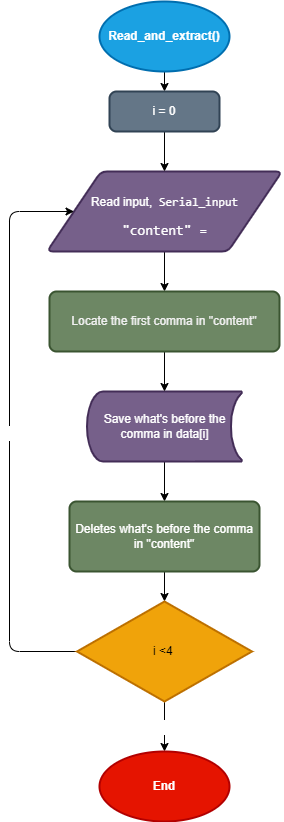 Read_and_extract()
i = 0
Read input, Serial_input
"content" =
Locate the first comma in "content"
Save what's before the
comma in data[i]
Deletes what's before the comma
in "content"
i <4
End